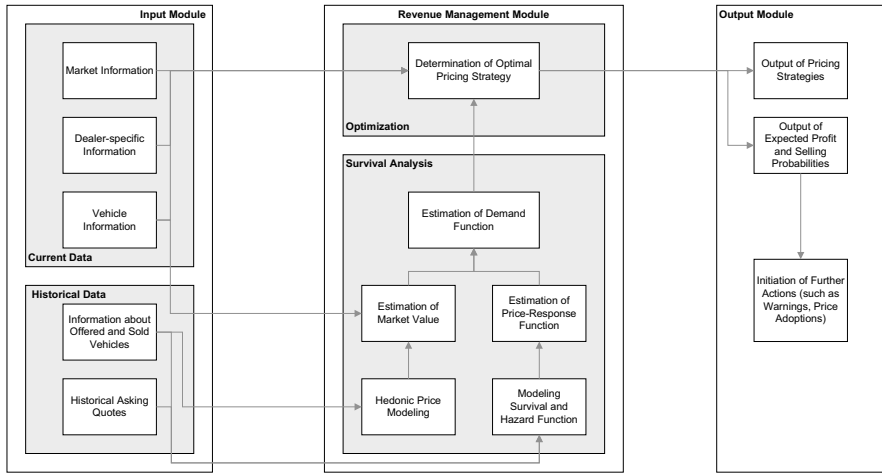 Input Module
Market Information
Dealer-specific
Information
Vehicle
Information
Current Data
Historical Data
Information about
Offered and Sold
Vehicles
Historical Asking
Quotes
Revenue Management Module
Determination of Optimal
Pricing Strategy
Optimization
Survival Analysis
Estimation of Demand
Function
Estimation of
Market Value
Estimation of
Price-Response
Function
Hedonic Price
Modeling
Modeling
Survival and
Hazard Function
Output Module
Output of Pricing
Strategies
Output of
Expected Profit
and Selling
Probabilities
Initiation of Further
Actions (such as
Warnings, Price
Adoptions)